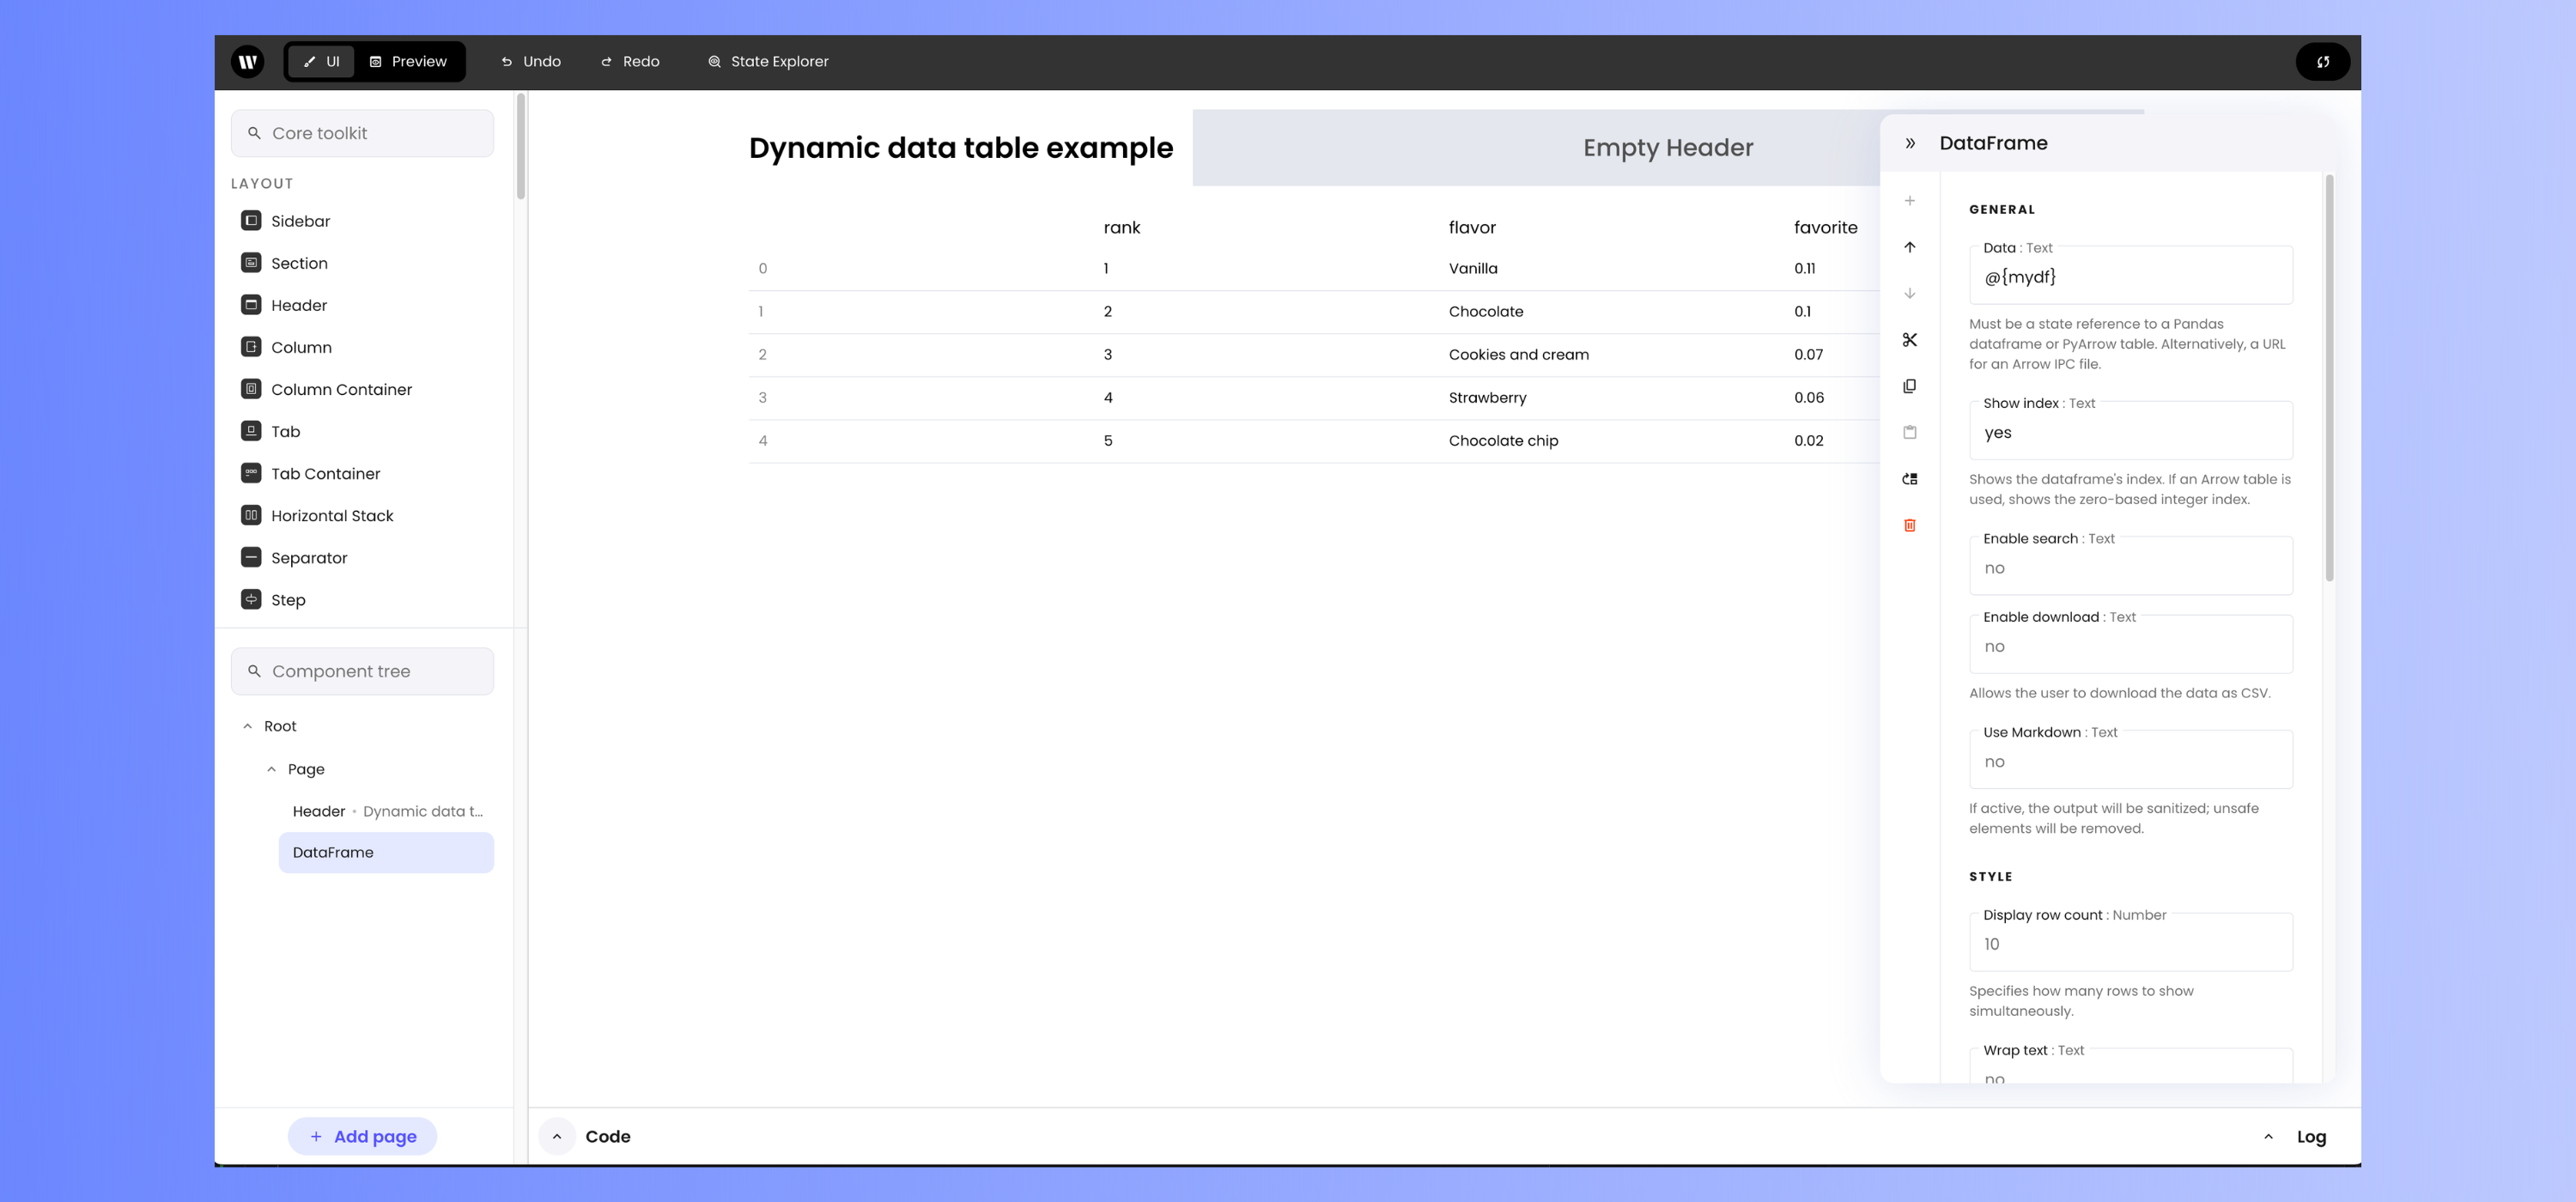 W
UI
Preview
Undo
Redo
State Explorer
Core toolkit
LAYOUT
Sidebar
Section
Header
Column
Column Container
Tab
Tab Container
Horizontal Stack
Separator
Step
Component tree
Root
Page
Header • Dynamic data t...
DataFrame
+ Add page
Dynamic data table example
Empty Header
rank flavor favorite
0 1 Vanilla 0.11
1 2 Chocolate 0.1
2 3 Cookies and cream 0.07
3 4 Strawberry 0.06
4 5 Chocolate chip 0.02
DataFrame
GENERAL
Data : Text
@{mydf}
Must be a state reference to a Pandas
dataframe or PyArrow table. Alternatively, a URL
for an Arrow IPC file.
Show index : Text
yes
Shows the dataframe's index. If an Arrow table is
used, shows the zero-based integer index.
Enable search : Text
no
Enable download : Text
no
Allows the user to download the data as CSV.
Use Markdown : Text
no
If active, the output will be sanitized; unsafe
elements will be removed.
STYLE
Display row count : Number
10
Specifies how many rows to show
simultaneously.
Wrap text : Text
no
Code
Log